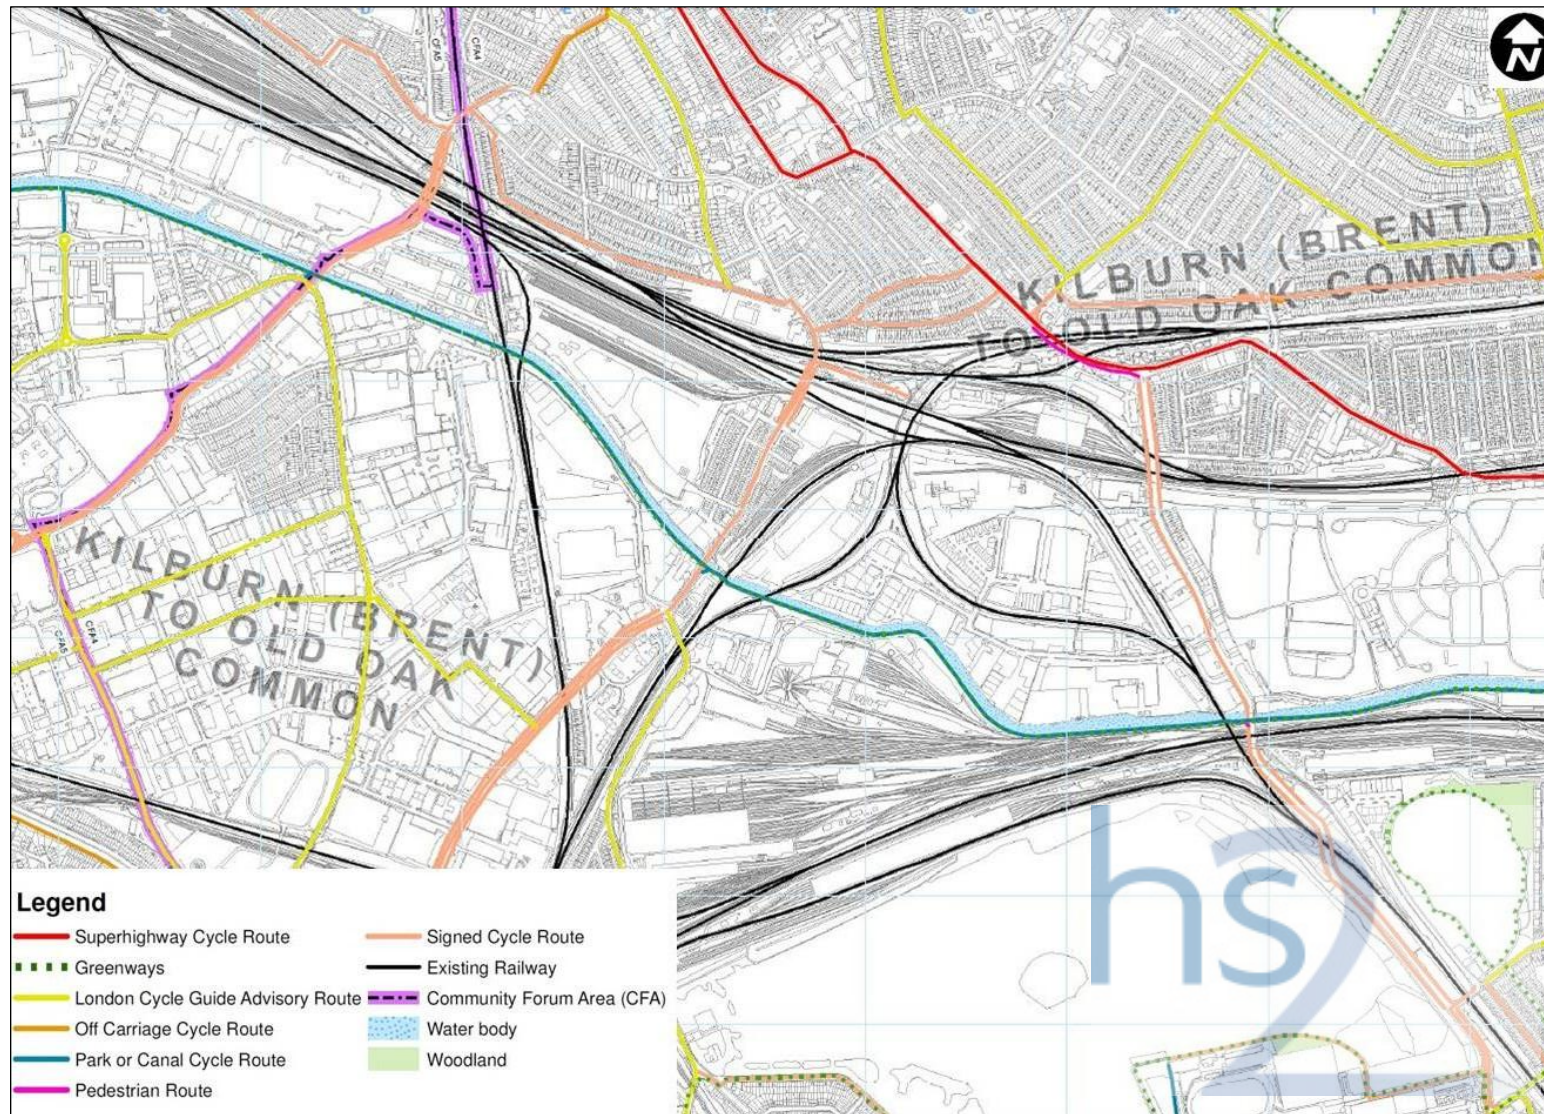 CFA5
CFA4
N
KILBURN (BRENT)
TO OLD OAK COMMON
KILBURN (BRENT)
TO OLD OAK
COMMON
CFA4
CFA5
hs2
Legend
Superhighway Cycle Route
Greenways
London Cycle Guide Advisory Route
Off Carriage Cycle Route
Park or Canal Cycle Route
Pedestrian Route
Signed Cycle Route
Existing Railway
Community Forum Area (CFA)
Water body
Woodland